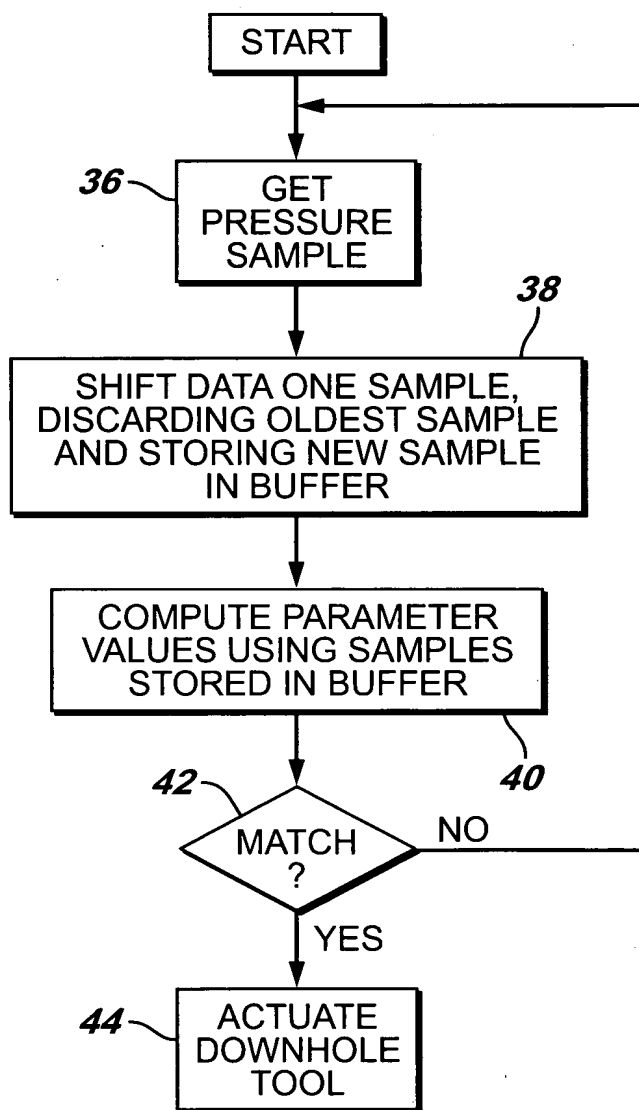 START
36
GET
PRESSURE
SAMPLE
38
SHIFT DATA ONE SAMPLE,
DISCARDING OLDEST SAMPLE
AND STORING NEW SAMPLE
IN BUFFER
COMPUTE PARAMETER
VALUES USING SAMPLES
STORED IN BUFFER
40
42
MATCH
?
NO
YES
44
ACTUATE
DOWNHOLE
TOOL